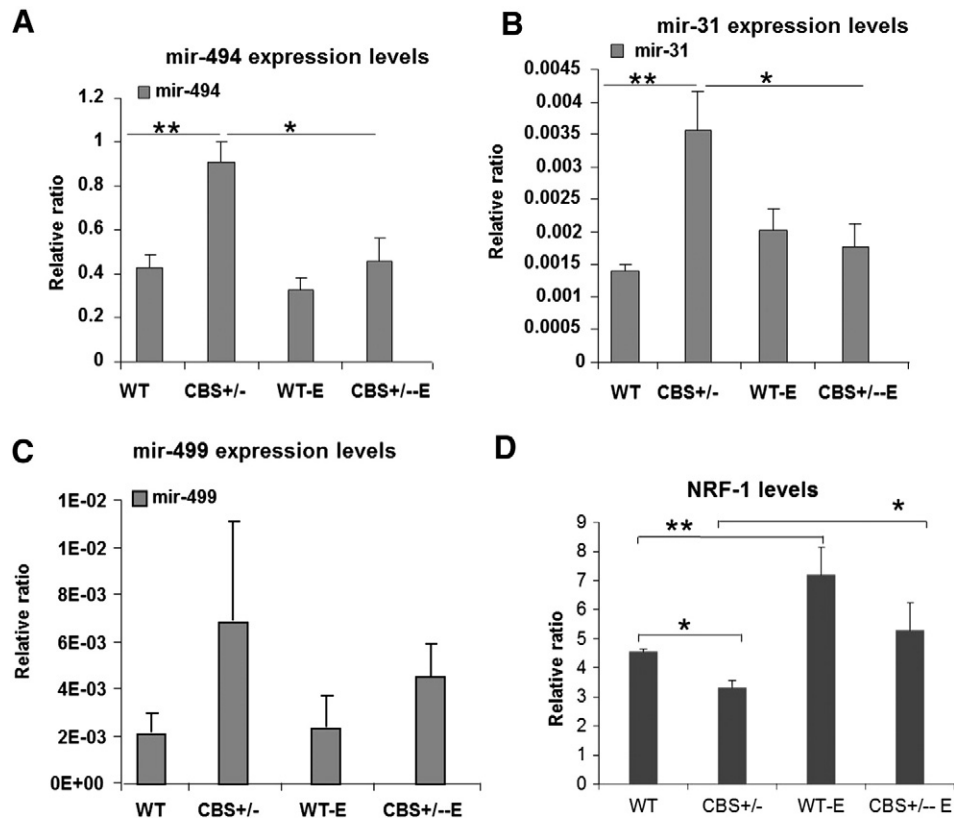 A
mir-494 expression levels
mir-494
Relative ratio
1.2
1
0.8
0.6
0.4
0.2
0
** *
WT CBS+/- WT-E CBS+/--E
B
mir-31 expression levels
mir-31
Relative ratio
0.0045
0.004
0.0035
0.003
0.0025
0.002
0.0015
0.001
0.0005
0
** *
WT CBS+/- WT-E CBS+/--E
C
mir-499 expression levels
mir-499
Relative ratio
1E-02
1E-02
8E-03
6E-03
4E-03
2E-03
0E+00
WT CBS+/- WT-E CBS+/--E
D
NRF-1 levels
Relative ratio
9
8
7
6
5
4
3
2
1
0
*
**
*
WT CBS+/- WT-E CBS+/-- E